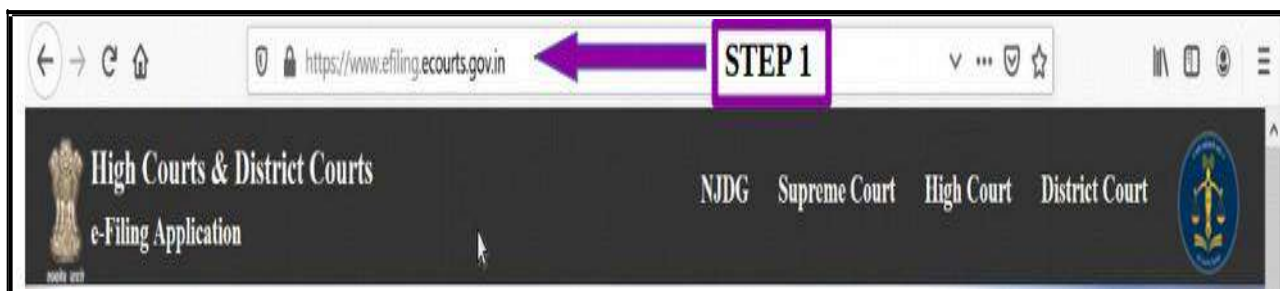 https://www.efiling.ecourts.gov.in STEP 1
High Courts & District Courts
e-Filing Application
NJDG Supreme Court High Court District Court